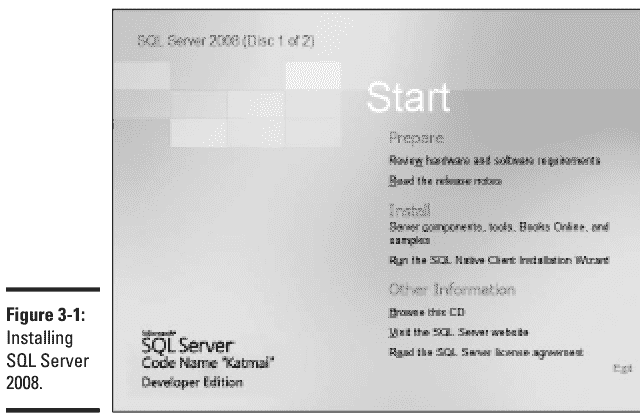 SQL Server 2008 (Disc 1 of 2)
Start
Prepare
Review hardware and software requirements
Read the release notes
Install
Server components, tools, Books Online, and
samples
Run the SQL Native Client Installation Wizard
Other Information
Browse this CD
Visit the SQL Server website
Read the SQL Server license agreement
Exit
Microsoft
SQL Server
Code Name "Katmai"
Developer Edition
Figure 3-1:
Installing
SQL Server
2008.